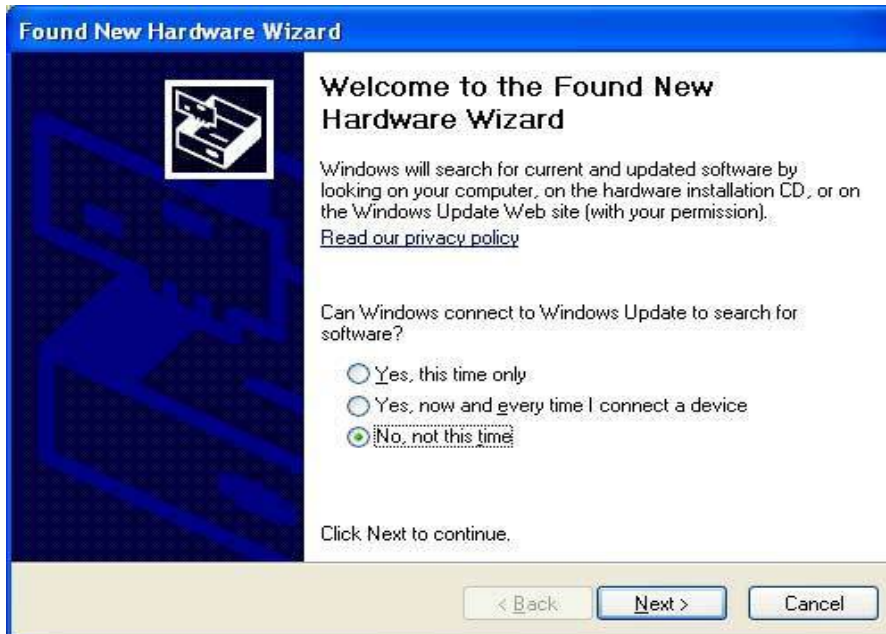 Found New Hardware Wizard
Welcome to the Found New
Hardware Wizard
Windows will search for current and updated software by
looking on your computer, on the hardware installation CD, or on
the Windows Update Web site (with your permission).
Read our privacy policy
Can Windows connect to Windows Update to search for
software?
Yes, this time only
Yes, now and every time I connect a device
No, not this time
Click Next to continue.
< Back Next > Cancel